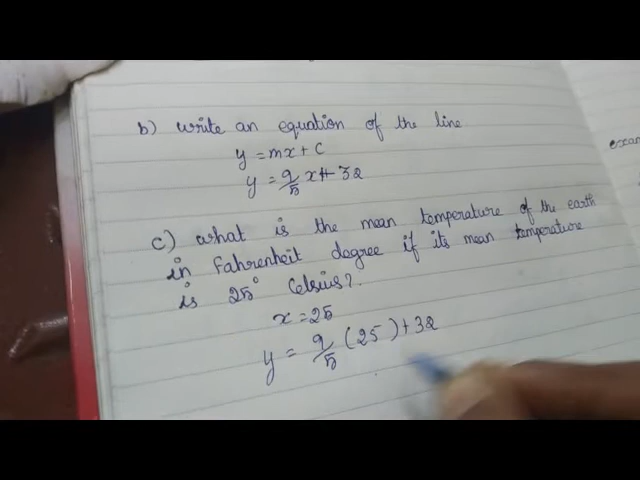 b) write an equation of the line
y = mx + c
y = 9/5 x + 32
c) what is the mean temperature of the earth
in Fahrenheit degree if its mean temperature
is 25° Celsius?
x = 25
y = 9/5 (25) + 32
exam